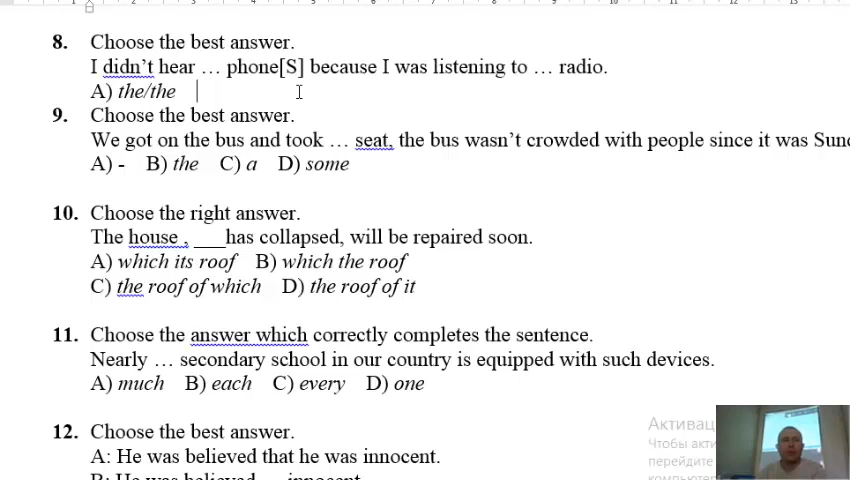 8. Choose the best answer.
I didn't hear … phone[S] because I was listening to … radio.
A) the/the
9. Choose the best answer.
We got on the bus and took … seat, the bus wasn't crowded with people since it was Sun
A) - B) the C) a D) some
10. Choose the right answer.
The house , ___has collapsed, will be repaired soon.
A) which its roof B) which the roof
C) the roof of which D) the roof of it
11. Choose the answer which correctly completes the sentence.
Nearly … secondary school in our country is equipped with such devices.
A) much B) each C) every D) one
12. Choose the best answer.
A: He was believed that he was innocent.
B: He was believed … innocent.
Активац
Чтобы акти
перейдите
компьютер